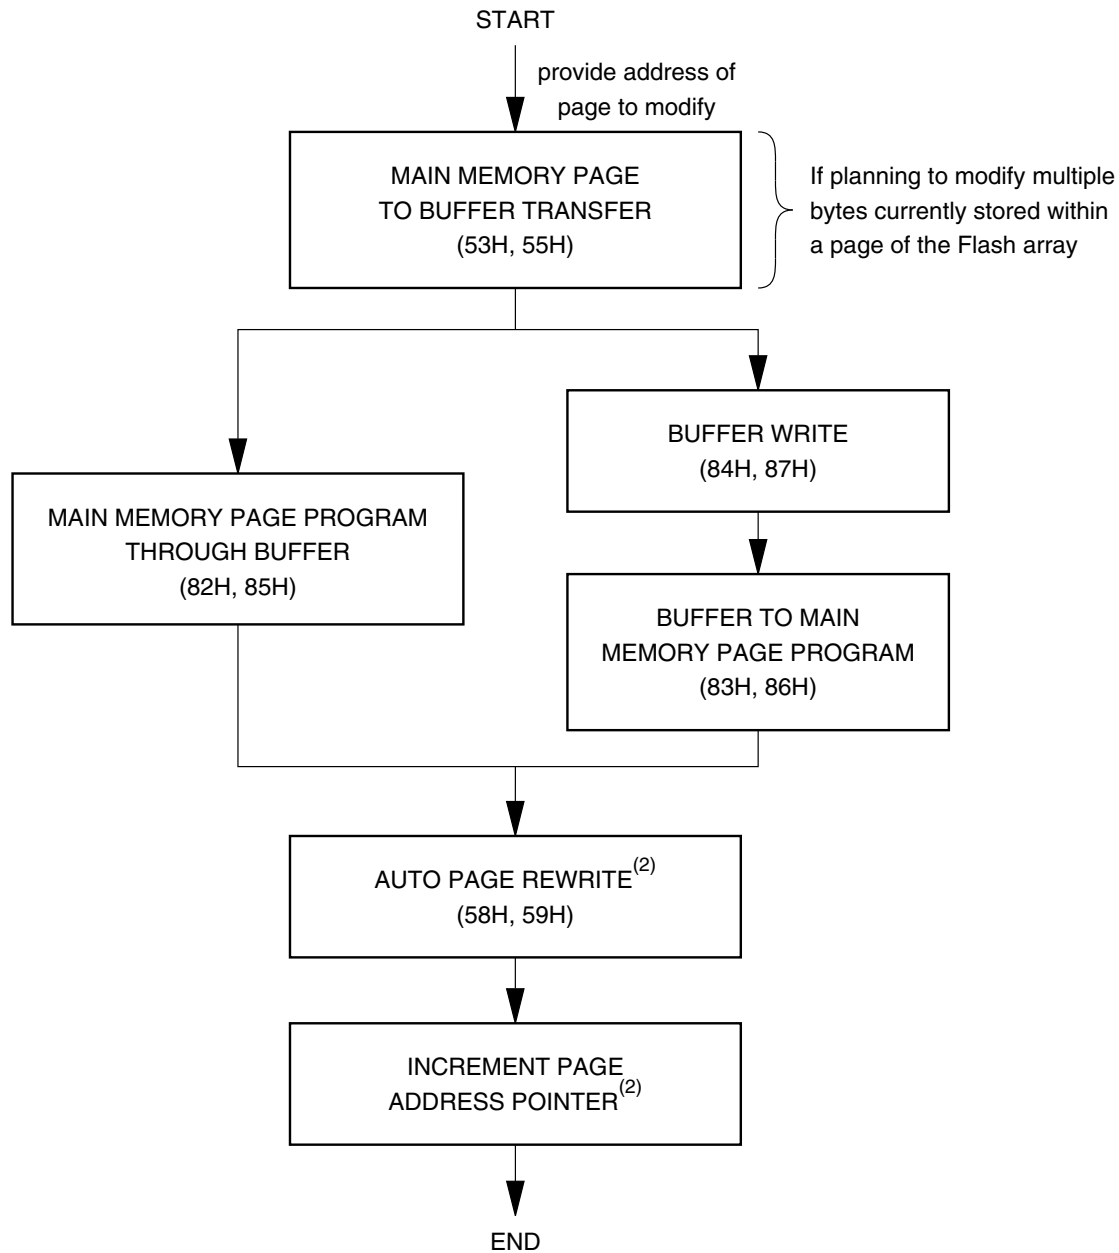 START
provide address of
page to modify
MAIN MEMORY PAGE
TO BUFFER TRANSFER
(53H, 55H)
If planning to modify multiple
bytes currently stored within
a page of the Flash array
BUFFER WRITE
(84H, 87H)
MAIN MEMORY PAGE PROGRAM
THROUGH BUFFER
(82H, 85H)
BUFFER TO MAIN
MEMORY PAGE PROGRAM
(83H, 86H)
AUTO PAGE REWRITE(2)
(58H, 59H)
INCREMENT PAGE
ADDRESS POINTER(2)
END